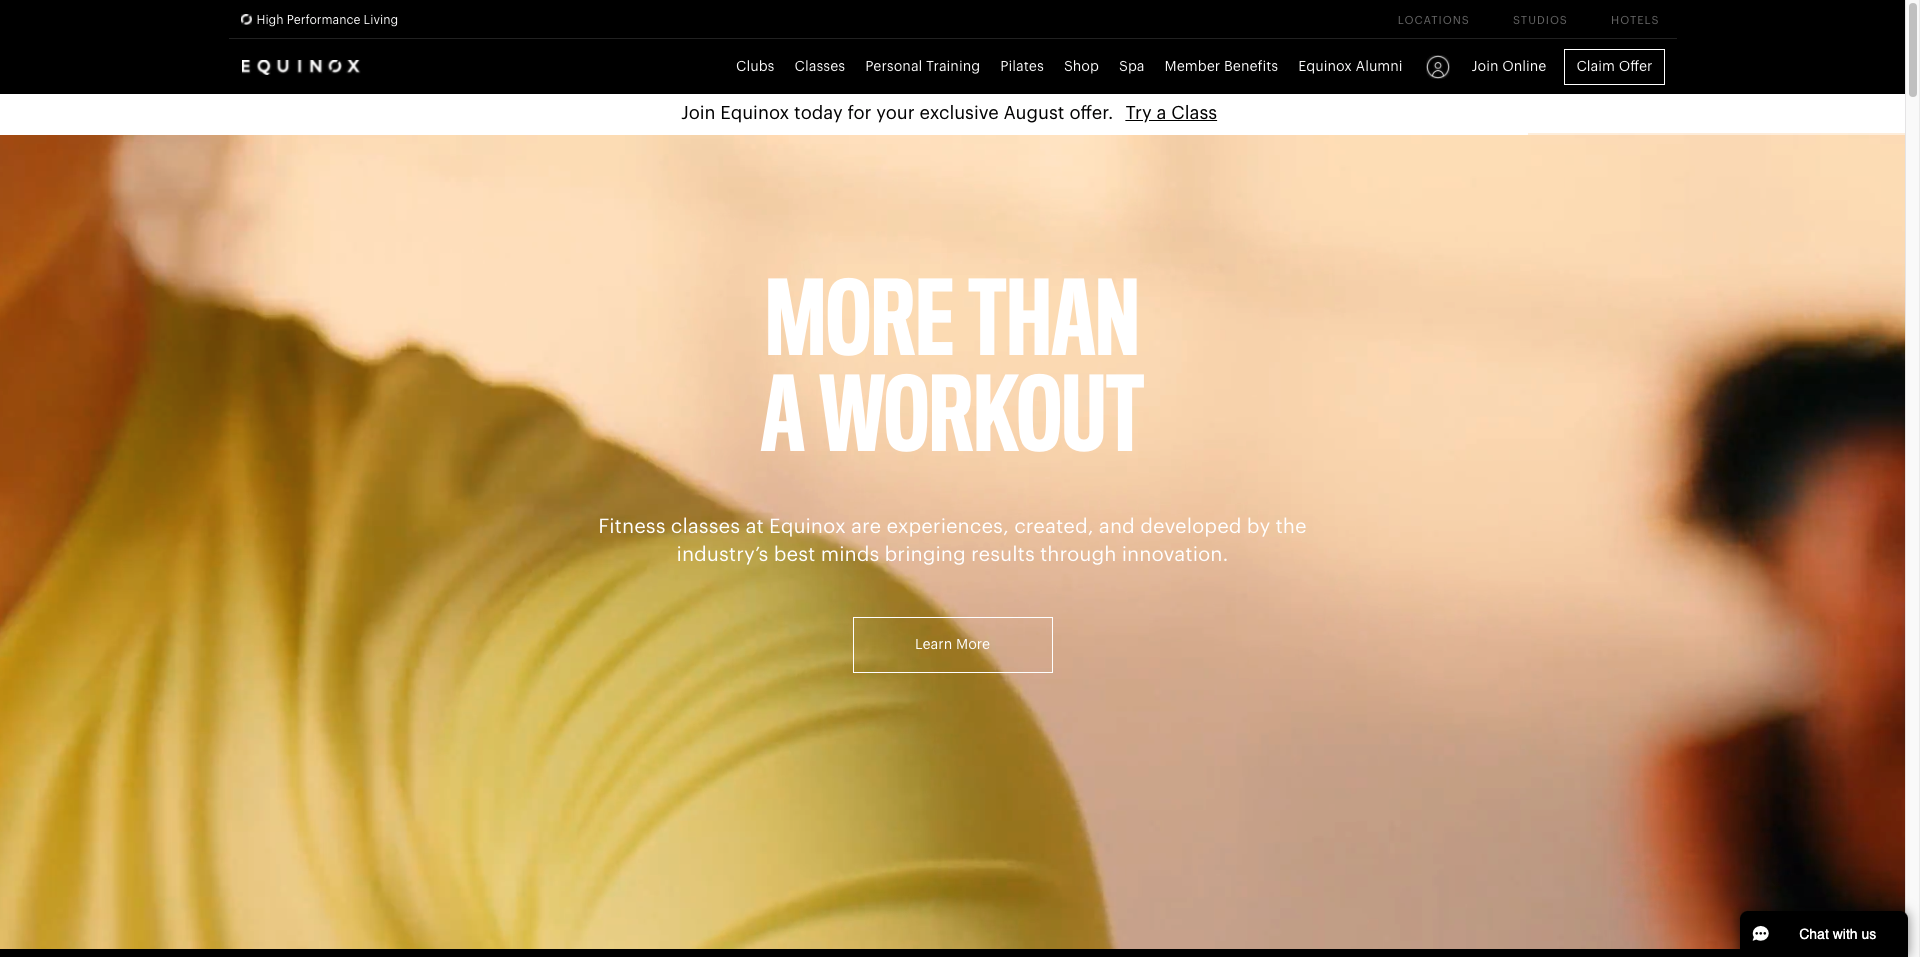 High Performance Living
LOCATIONS STUDIOS HOTELS
EQUINOX
Clubs Classes Personal Training Pilates Shop Spa Member Benefits Equinox Alumni Join Online Claim Offer
Join Equinox today for your exclusive August offer. Try a Class
MORE THAN
A WORKOUT
Fitness classes at Equinox are experiences, created, and developed by the
industry’s best minds bringing results through innovation.
Learn More
Chat with us